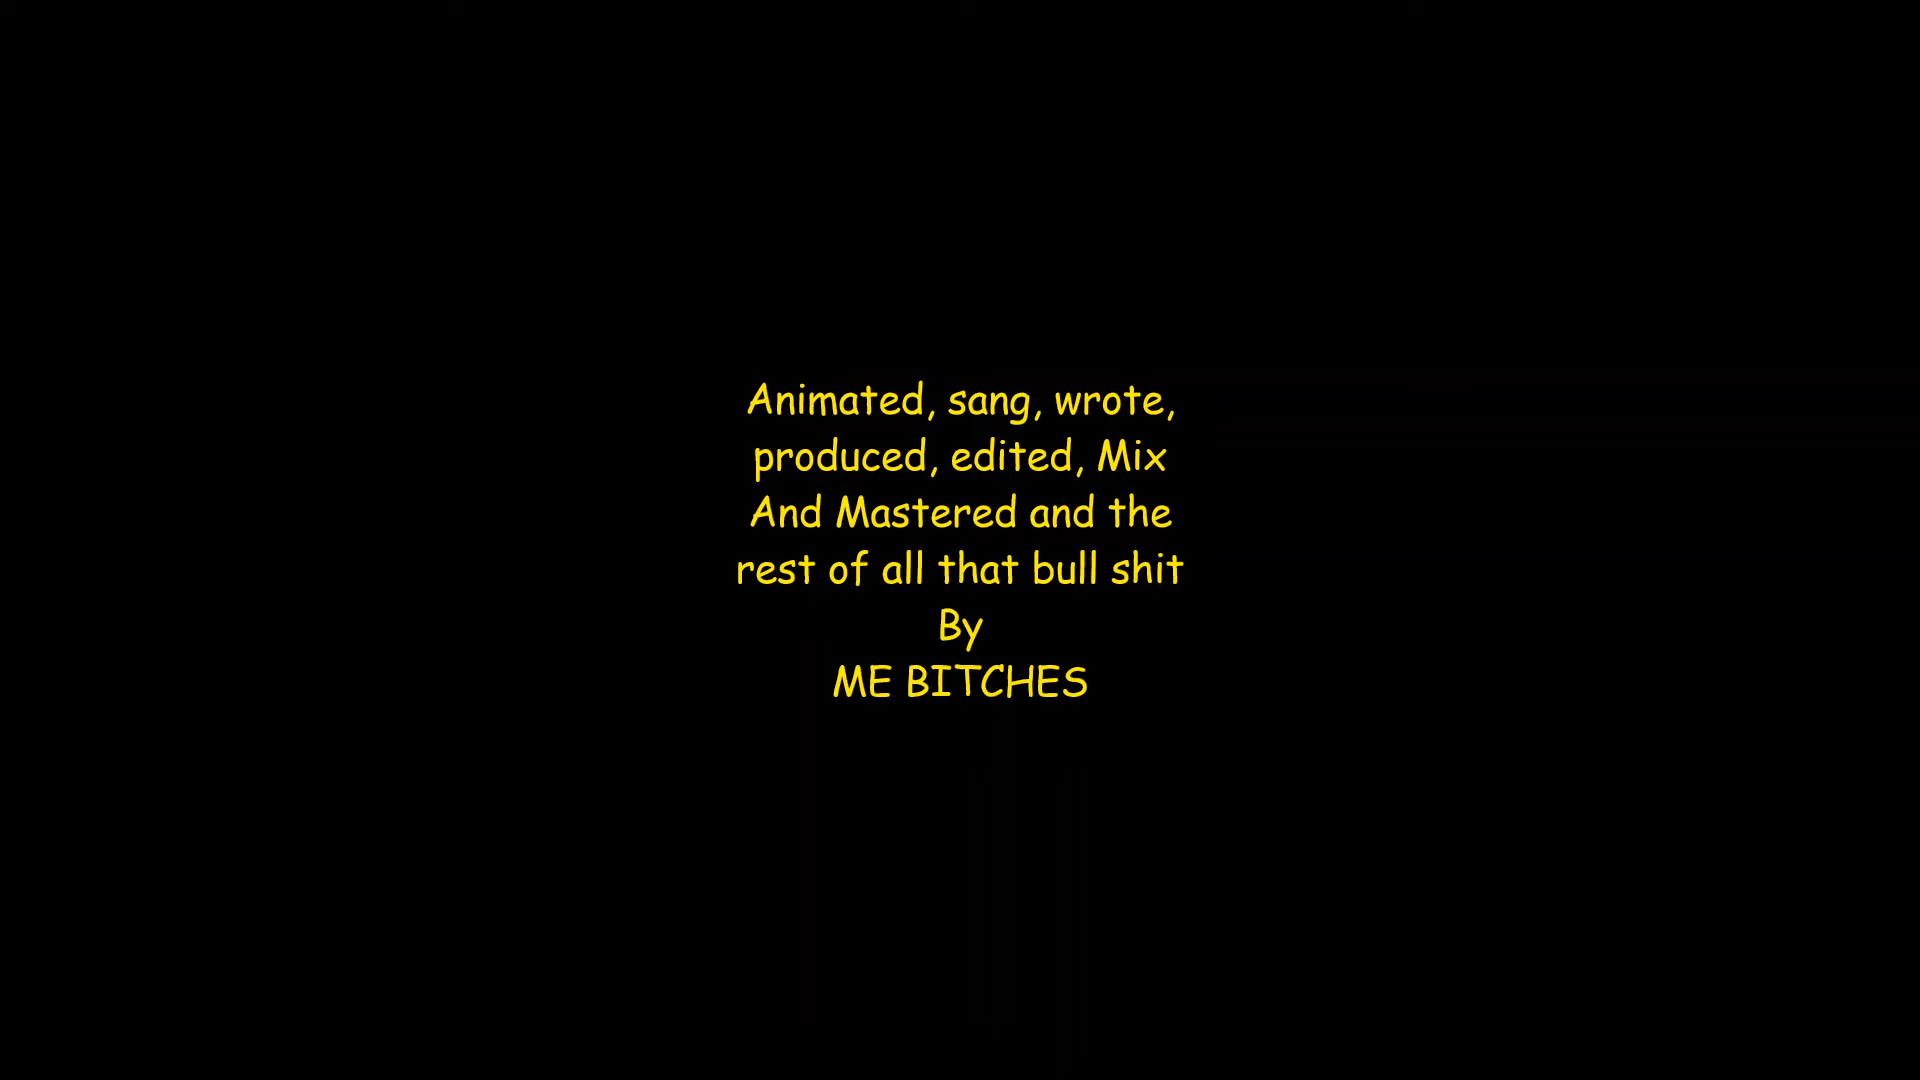 Animated, sang, wrote,
produced, edited, Mix
And Mastered and the
rest of all that bull shit
By
ME BITCHES